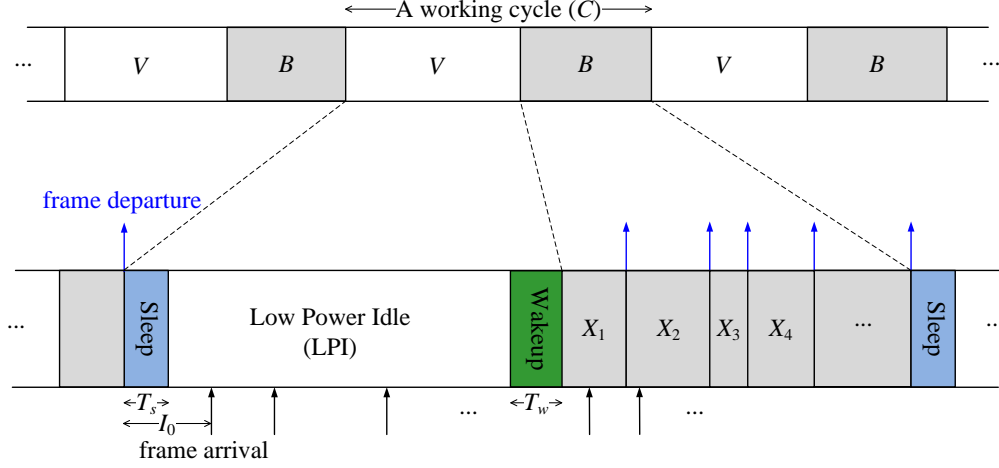 A working cycle (C)
... V B V B V B ...
frame departure
... Sleep Low Power Idle (LPI) Wakeup X1 X2 X3 X4 ... Sleep ...
Ts ... Tw ...
I0
frame arrival